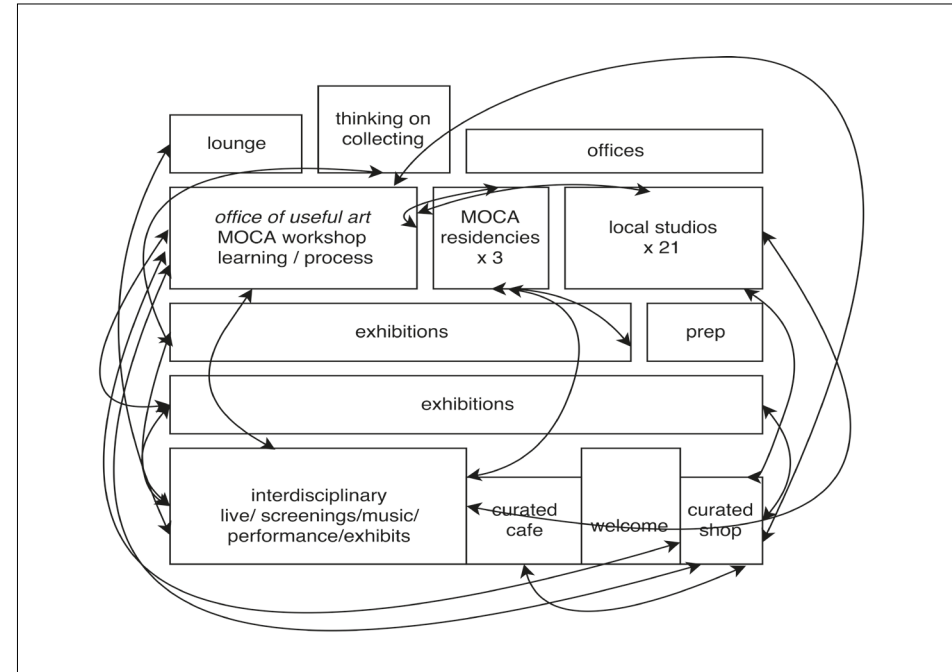 lounge
thinking on
collecting
offices
office of useful art
MOCA workshop
learning / process
MOCA
residencies
x 3
local studios
x 21
exhibitions
prep
exhibitions
interdisciplinary
live/ screenings/music/
performance/exhibits
curated
cafe
welcome
curated
shop